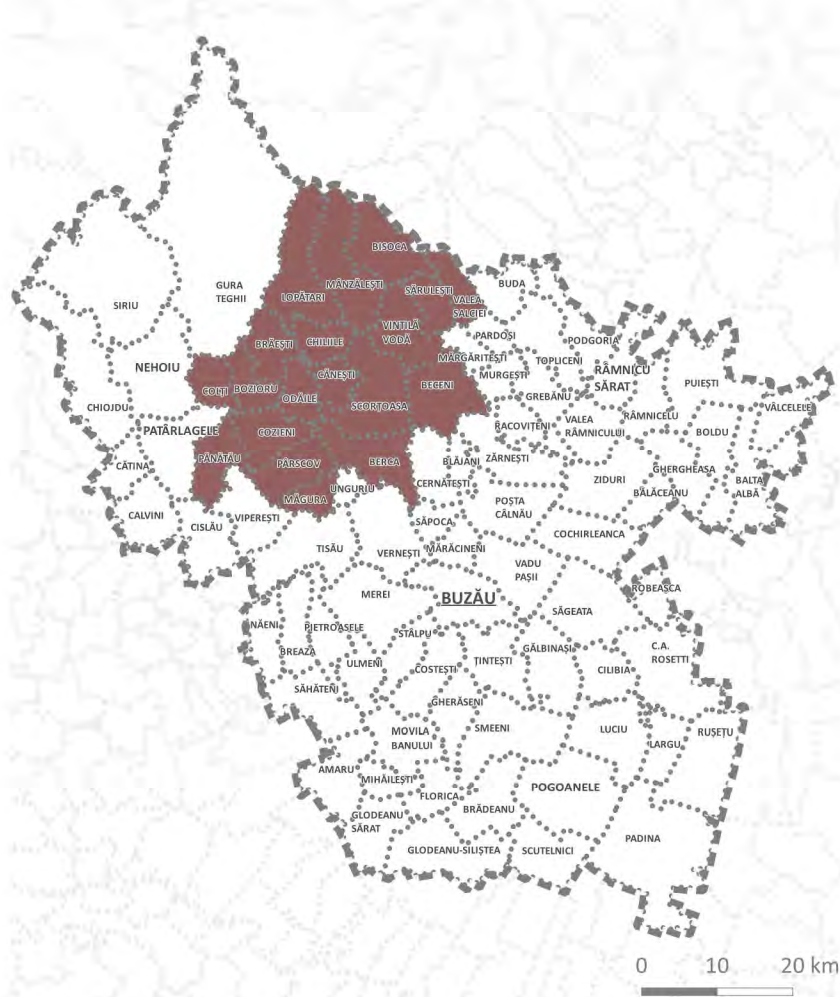 BISOCA
BUDA
GURA
TEGHII
MÂNZĂLEȘTI
SĂRULEȘTI
LOPĂTARI
VALEA
SALCIEI
SIRIU
VINTILĂ
VODĂ
PARDOȘI
PODGORIA
BRĂEȘTI
CHILIILE
MĂRGĂRITEȘTI
TOPLICENI
NEHOIU
CĂNEȘTI
MURGEȘTI
RÂMNICU
SĂRAT
PUIEȘTI
COLȚI
BOZIORU
BECENI
ODĂILE
GREBĂNU
CHIOJDU
SCORȚOASA
RÂMNICELU
VÂLCELELE
PATÂRLAGELE
COZIENI
RACOVIȚENI
VALEA
RÂMNICULUI
BOLDU
PĂNĂTĂU
PÂRSCOV
BERCA
BLĂJANI
ZĂRNEȘTI
CĂTINA
GHERGHEASA
UNGURIU
CERNĂTEȘTI
ZIDURI
BALTA
ALBĂ
MĂGURA
BĂLĂCEANU
CALVINI
CISLĂU
VIPEREȘTI
SĂPOCA
POȘTA
CÂLNĂU
COCHIRLEANCA
TISĂU
VERNEȘTI
MĂRĂCINENI
VADU
PAȘII
MEREI
BUZĂU
ROBEASCA
SĂGEATA
NĂENI
PIETROASELE
STÂLPU
BREAZA
GĂLBINAȘI
C.A.
ROSETTI
ULMENI
COSTEȘTI
ȚINTEȘTI
CILIBIA
SĂHĂTENI
GHERĂSENI
MOVILA
BANULUI
SMEENI
LUCIU
RUȘEȚU
LARGU
AMARU
MIHĂILEȘTI
POGOANELE
FLORICA
BRĂDEANU
GLODEANU
SĂRAT
PADINA
GLODEANU-SILIȘTEA
SCUTELNICI
0 10 20 km